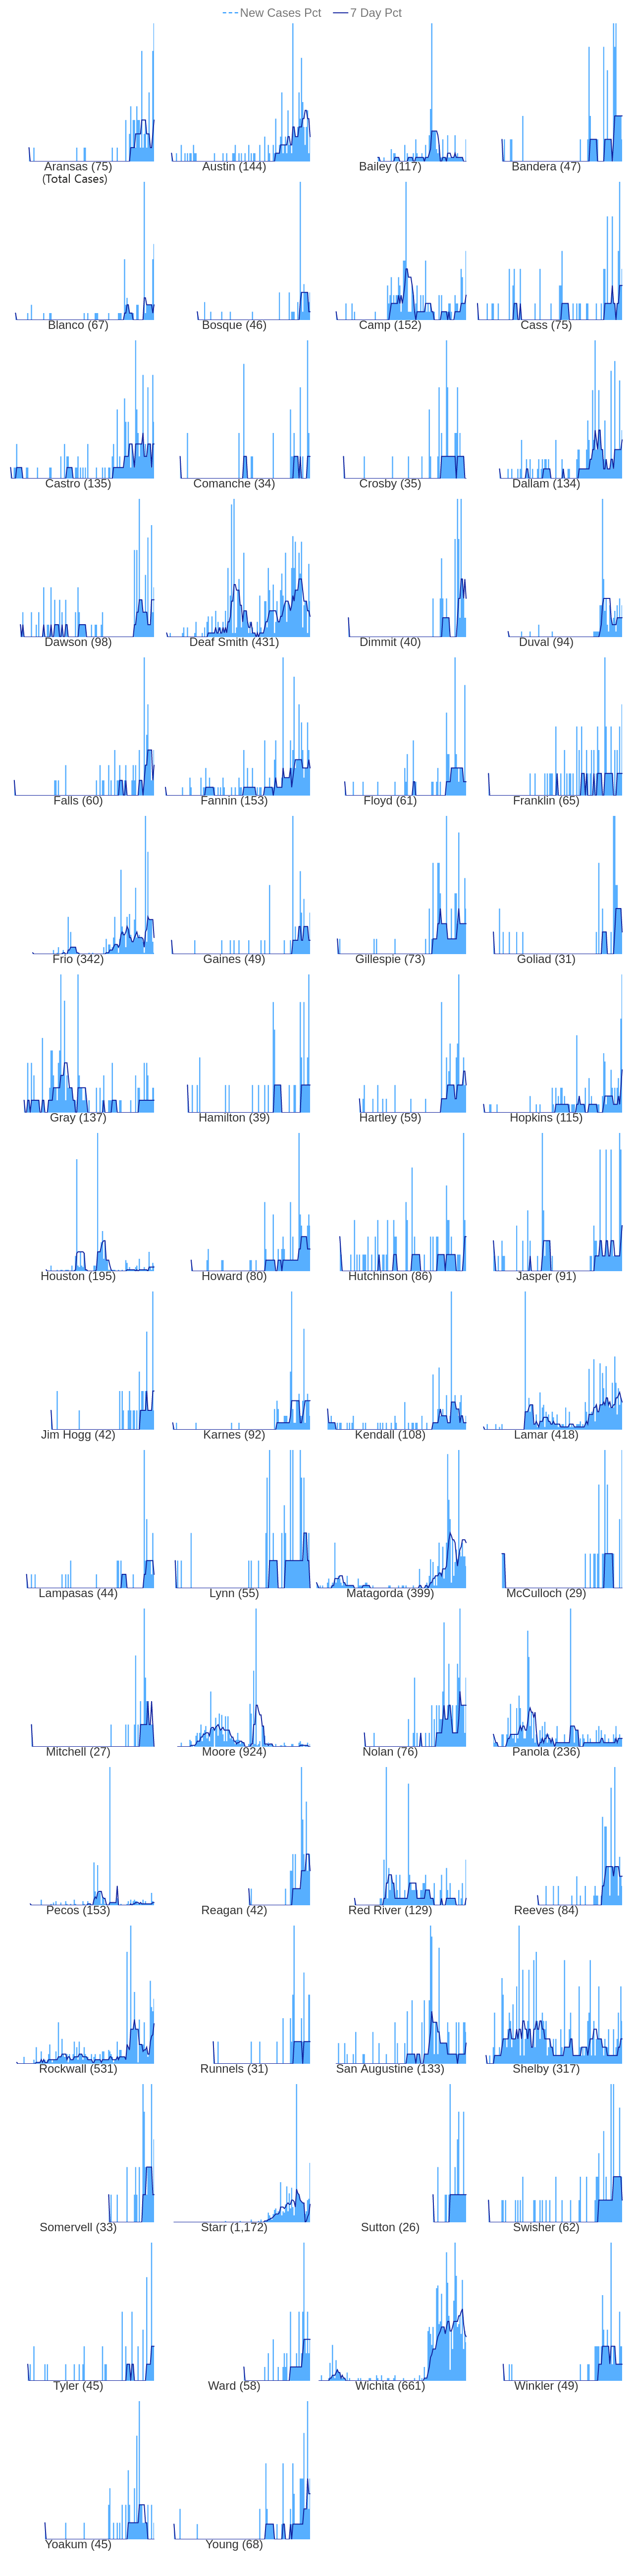 New Cases Pct 7 Day Pct
Aransas (75) Austin (144) Bailey (117) Bandera (47)
(Total Cases)
Blanco (67) Bosque (46) Camp (152) Cass (75)
Castro (135) Comanche (34) Crosby (35) Dallam (134)
Dawson (98) Deaf Smith (431) Dimmit (40) Duval (94)
Falls (60) Fannin (153) Floyd (61) Franklin (65)
Frio (342) Gaines (49) Gillespie (73) Goliad (31)
Gray (137) Hamilton (39) Hartley (59) Hopkins (115)
Houston (195) Howard (80) Hutchinson (86) Jasper (91)
Jim Hogg (42) Karnes (92) Kendall (108) Lamar (418)
Lampasas (44) Lynn (55) Matagorda (399) McCulloch (29)
Mitchell (27) Moore (924) Nolan (76) Panola (236)
Pecos (153) Reagan (42) Red River (129) Reeves (84)
Rockwall (531) Runnels (31) San Augustine (133) Shelby (317)
Somervell (33) Starr (1,172) Sutton (26) Swisher (62)
Tyler (45) Ward (58) Wichita (661) Winkler (49)
Yoakum (45) Young (68)